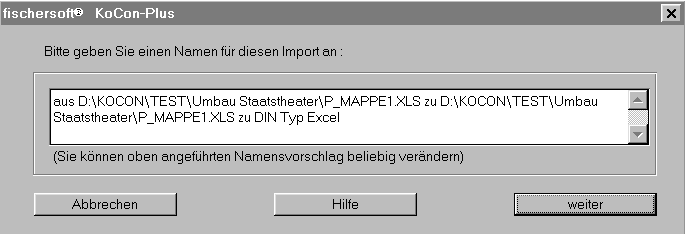 fischersoft® KoCon-Plus
Bitte geben Sie einen Namen für diesen Import an :
aus D:\KOCON\TEST\Umbau Staatstheater\P_MAPPE1.XLS zu D:\KOCON\TEST\Umbau
Staatstheater\P_MAPPE1.XLS zu DIN Typ Excel
(Sie können oben angeführten Namensvorschlag beliebig verändern)
Abbrechen Hilfe weiter